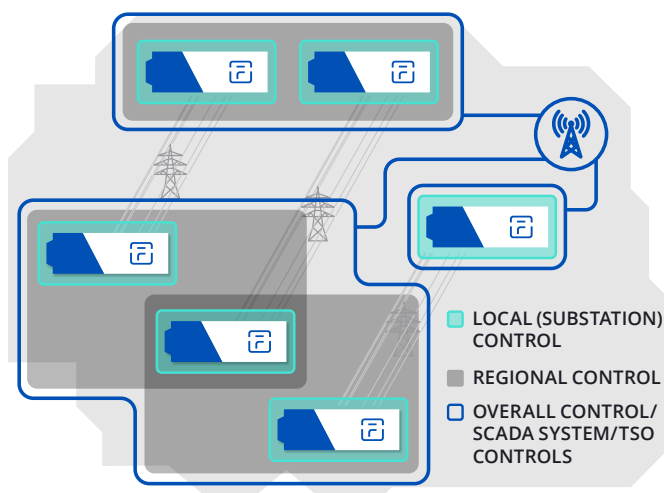 LOCAL (SUBSTATION)
CONTROL
REGIONAL CONTROL
OVERALL CONTROL/
SCADA SYSTEM/TSO
CONTROLS